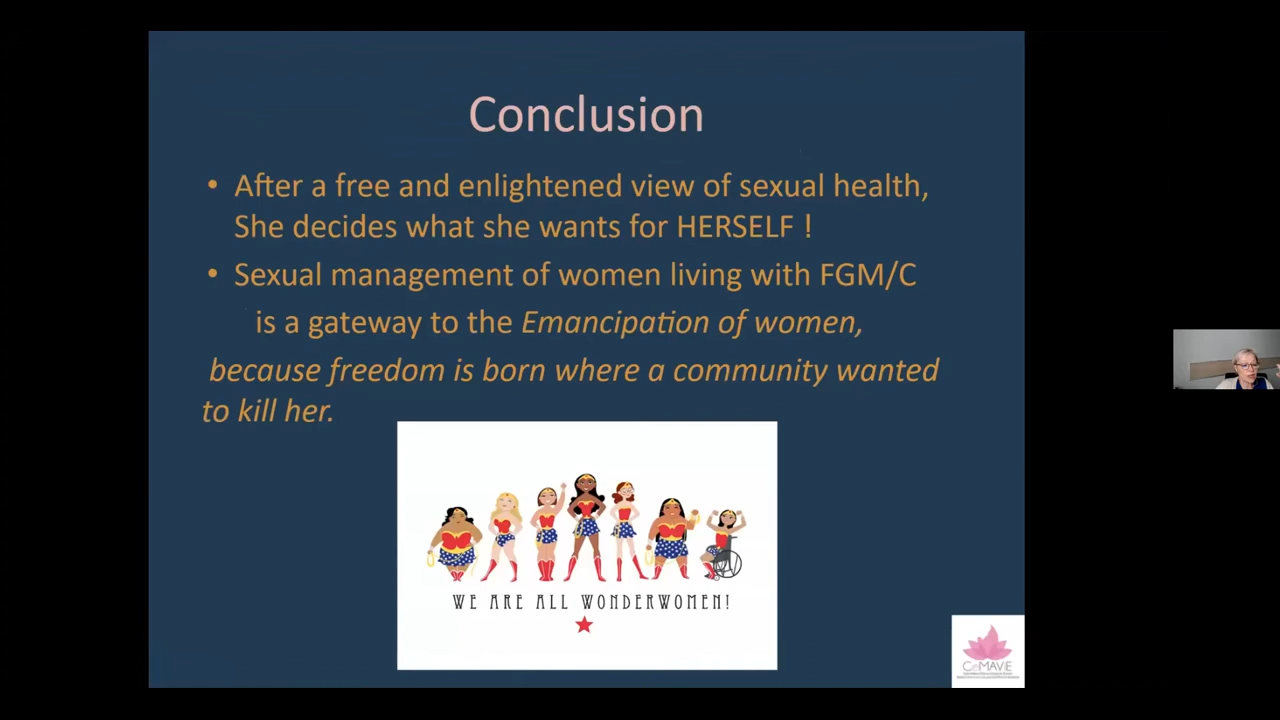 Conclusion
• After a free and enlightened view of sexual health,
She decides what she wants for HERSELF !
• Sexual management of women living with FGM/C
is a gateway to the Emancipation of women,
because freedom is born where a community wanted
to kill her.
WE ARE ALL WONDERWOMEN!
CeMAViE